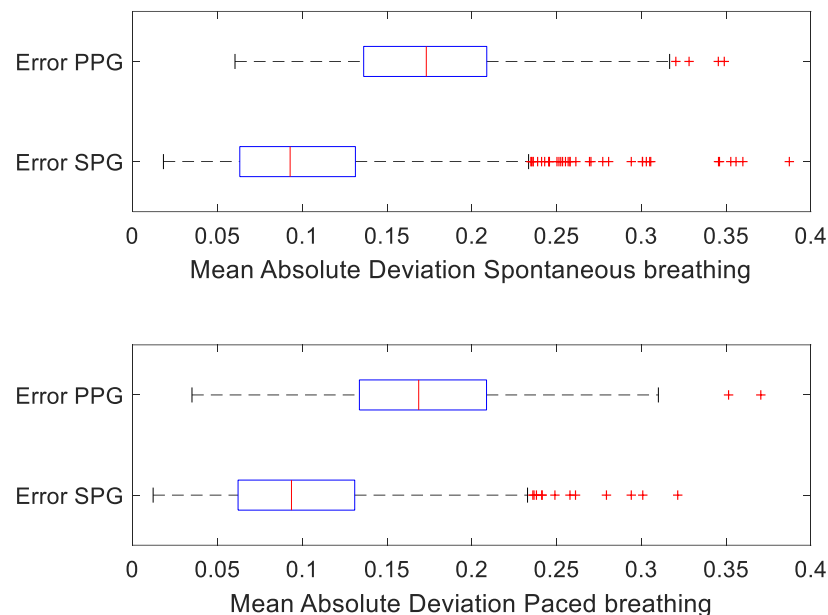 Error PPG
Error SPG
0 0.05 0.1 0.15 0.2 0.25 0.3 0.35 0.4
Mean Absolute Deviation Spontaneous breathing
Error PPG
Error SPG
0 0.05 0.1 0.15 0.2 0.25 0.3 0.35 0.4
Mean Absolute Deviation Paced breathing